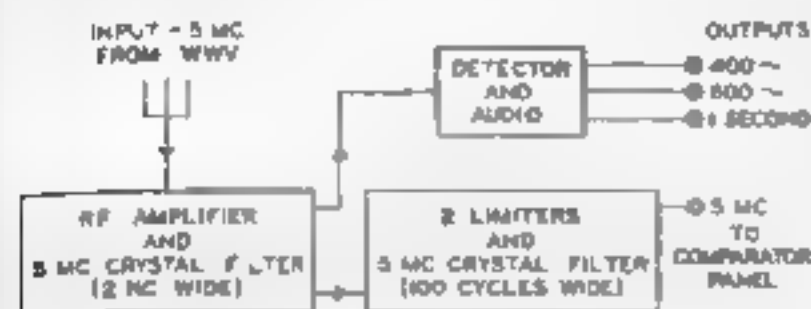 INPUT - 5 MC
FROM WWV
OUTPUTS
DETECTOR
AND
AUDIO
400 ~
600 ~
1 SECOND
RF AMPLIFIER
AND
5 MC CRYSTAL FILTER
(2 KC WIDE)
2 LIMITERS
AND
5 MC CRYSTAL FILTER
(100 CYCLES WIDE)
5 MC
TO
COMPARATOR
PANEL